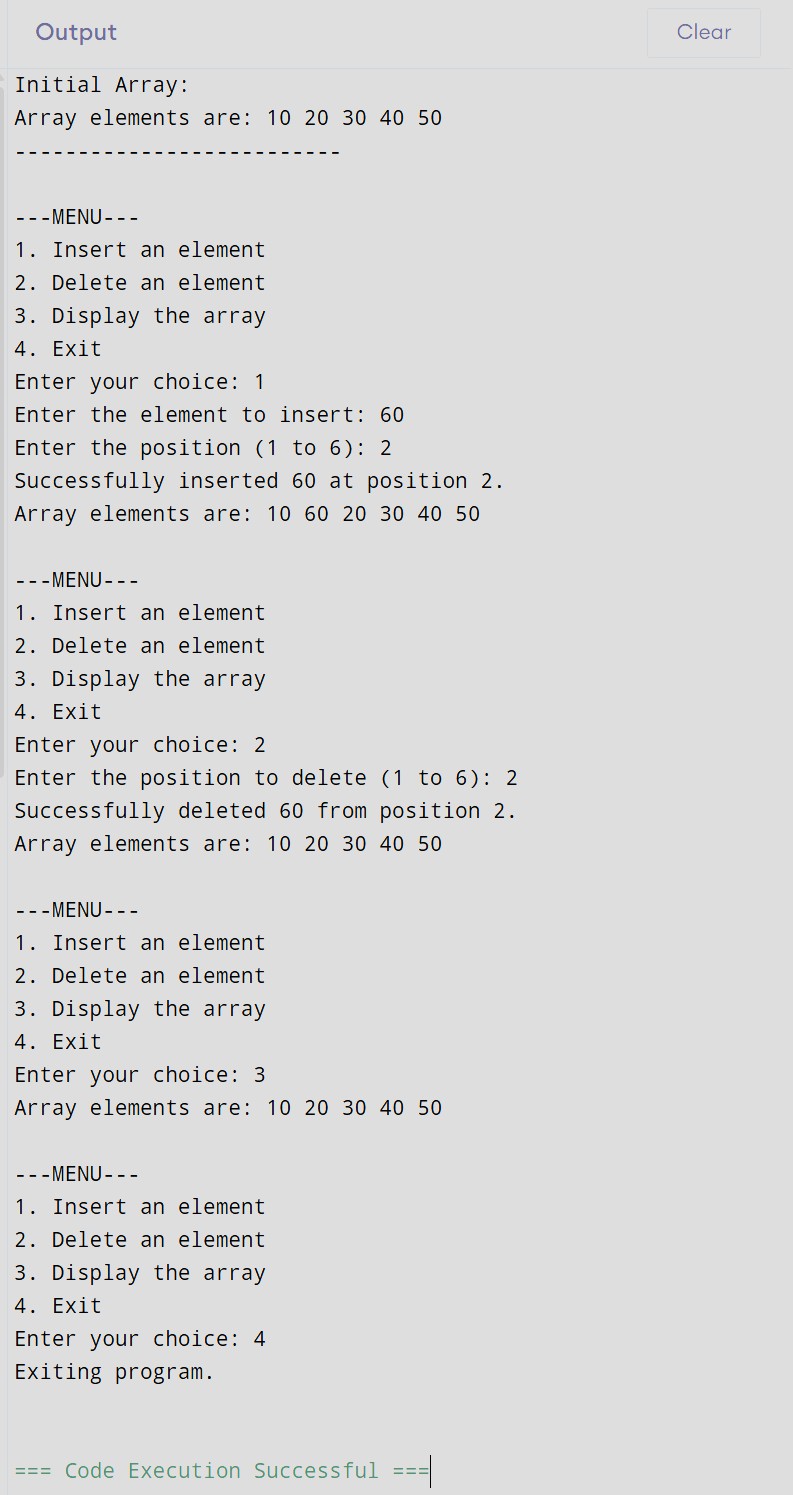 Output
Clear
Initial Array:
Array elements are: 10 20 30 40 50
--------------------------
---MENU---
1. Insert an element
2. Delete an element
3. Display the array
4. Exit
Enter your choice: 1
Enter the element to insert: 60
Enter the position (1 to 6): 2
Successfully inserted 60 at position 2.
Array elements are: 10 60 20 30 40 50
---MENU---
1. Insert an element
2. Delete an element
3. Display the array
4. Exit
Enter your choice: 2
Enter the position to delete (1 to 6): 2
Successfully deleted 60 from position 2.
Array elements are: 10 20 30 40 50
---MENU---
1. Insert an element
2. Delete an element
3. Display the array
4. Exit
Enter your choice: 3
Array elements are: 10 20 30 40 50
---MENU---
1. Insert an element
2. Delete an element
3. Display the array
4. Exit
Enter your choice: 4
Exiting program.
=== Code Execution Successful ===